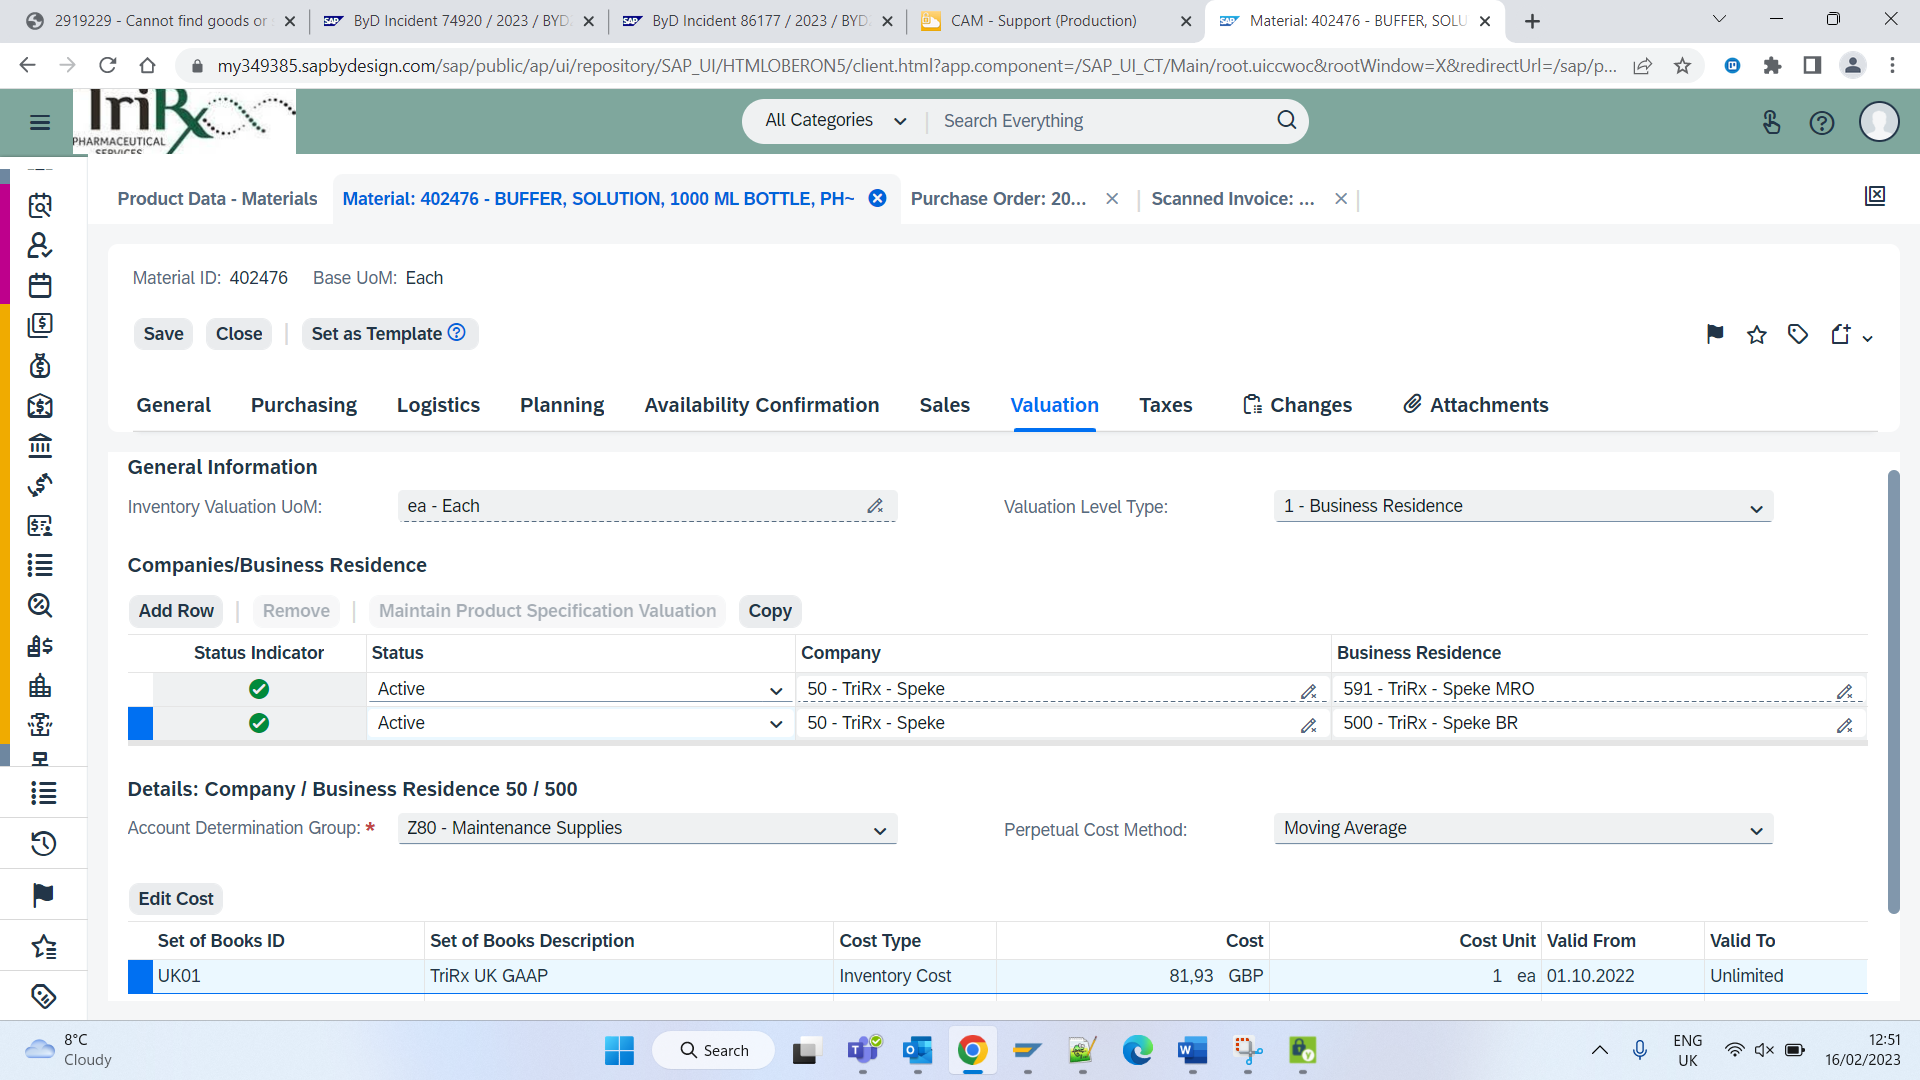 2919229 - Cannot find goods or
ByD Incident 74920 / 2023 / BYD
ByD Incident 86177 / 2023 / BYD
CAM - Support (Production)
Material: 402476 - BUFFER, SOLU
my349385.sapbydesign.com/sap/public/ap/ui/repository/SAP_UI/HTMLOBERON5/client.html?app.component=/SAP_UI_CT/Main/root.uiccwoc&rootWindow=X&redirectUrl=/sap/p...
TriRx
PHARMACEUTICAL
SERVICES
All Categories
Search Everything
Product Data - Materials
Material: 402476 - BUFFER, SOLUTION, 1000 ML BOTTLE, PH~
Purchase Order: 20...
Scanned Invoice: ...
Material ID: 402476 Base UoM: Each
Save Close Set as Template
General Purchasing Logistics Planning Availability Confirmation Sales Valuation Taxes Changes Attachments
General Information
Inventory Valuation UoM: ea - Each
Valuation Level Type: 1 - Business Residence
Companies/Business Residence
Add Row Remove Maintain Product Specification Valuation Copy
Status Indicator Status Company Business Residence
Active 50 - TriRx - Speke 591 - TriRx - Speke MRO
Active 50 - TriRx - Speke 500 - TriRx - Speke BR
Details: Company / Business Residence 50 / 500
Account Determination Group: * Z80 - Maintenance Supplies
Perpetual Cost Method: Moving Average
Edit Cost
Set of Books ID Set of Books Description Cost Type Cost Cost Unit Valid From Valid To
UK01 TriRx UK GAAP Inventory Cost 81,93 GBP 1 ea 01.10.2022 Unlimited
8°C
Cloudy
Search
ENG
UK
12:51
16/02/2023